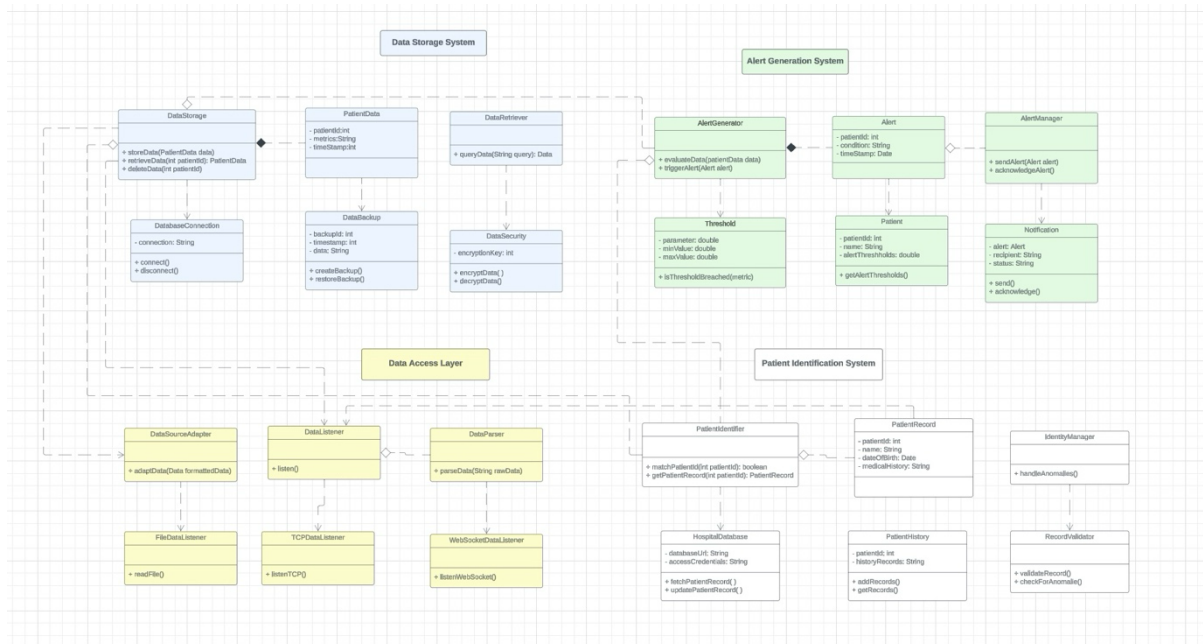 Data Storage System
Alert Generation System
DataStorage
+ storeData(PatientData data)
+ retrieveData(int patientId): PatientData
+ deleteData(int patientId)
PatientData
- patientId:int
- metrics:String
- timeStamp:Int
DataRetriever
+ queryData(String query): Data
AlertGenerator
+ evaluateData(patientData data)
+ triggerAlert(Alert alert)
Alert
- patientId: int
- condition: String
- timeStamp: Date
AlertManager
- sendAlert(Alert alert)
+ acknowledgeAlert()
DatabaseConnection
- connection: String
+ connect()
+ disconnect()
DataBackup
- backupId: int
- timestamp: int
- data: String
+ createBackup()
+ restoreBackup()
DataSecurity
- encryptionKey: int
+ encryptData( )
+ decryptData()
Threshold
- parameter: double
- minValue: double
- maxValue: double
+ isThresholdBreached(metric)
Patient
- patientId: int
- name: String
- alertThreshholds: double
+ getAlertThresholds()
Notification
- alert: Alert
- recipient: String
- status: String
+ send()
+ acknowledge()
Data Access Layer
Patient Identification System
DataSourceAdapter
+ adaptData(Data formattedData)
DataListener
+ listen()
DataParser
+ parseData(String rawData)
PatientIdentifier
+ matchPatientId(int patientId): boolean
+ getPatientRecord(int patientId): PatientRecord
PatientRecord
- patientId: int
- name: String
- dateOfBirth: Date
- medicalHistory: String
IdentityManager
+ handleAnomalies()
FileDataListener
+ readFile()
TCPDataListener
+ listenTCP()
WebSocketDataListener
+ listenWebSocket()
HospitalDatabase
- databaseUrl: String
- accessCredentials: String
+ fetchPatientRecord( )
+ updatePatientRecord( )
PatientHistory
- patientId: int
- historyRecords: String
+ addRecords()
+ getRecords()
RecordValidator
+ validateRecord()
+ checkForAnomalie()